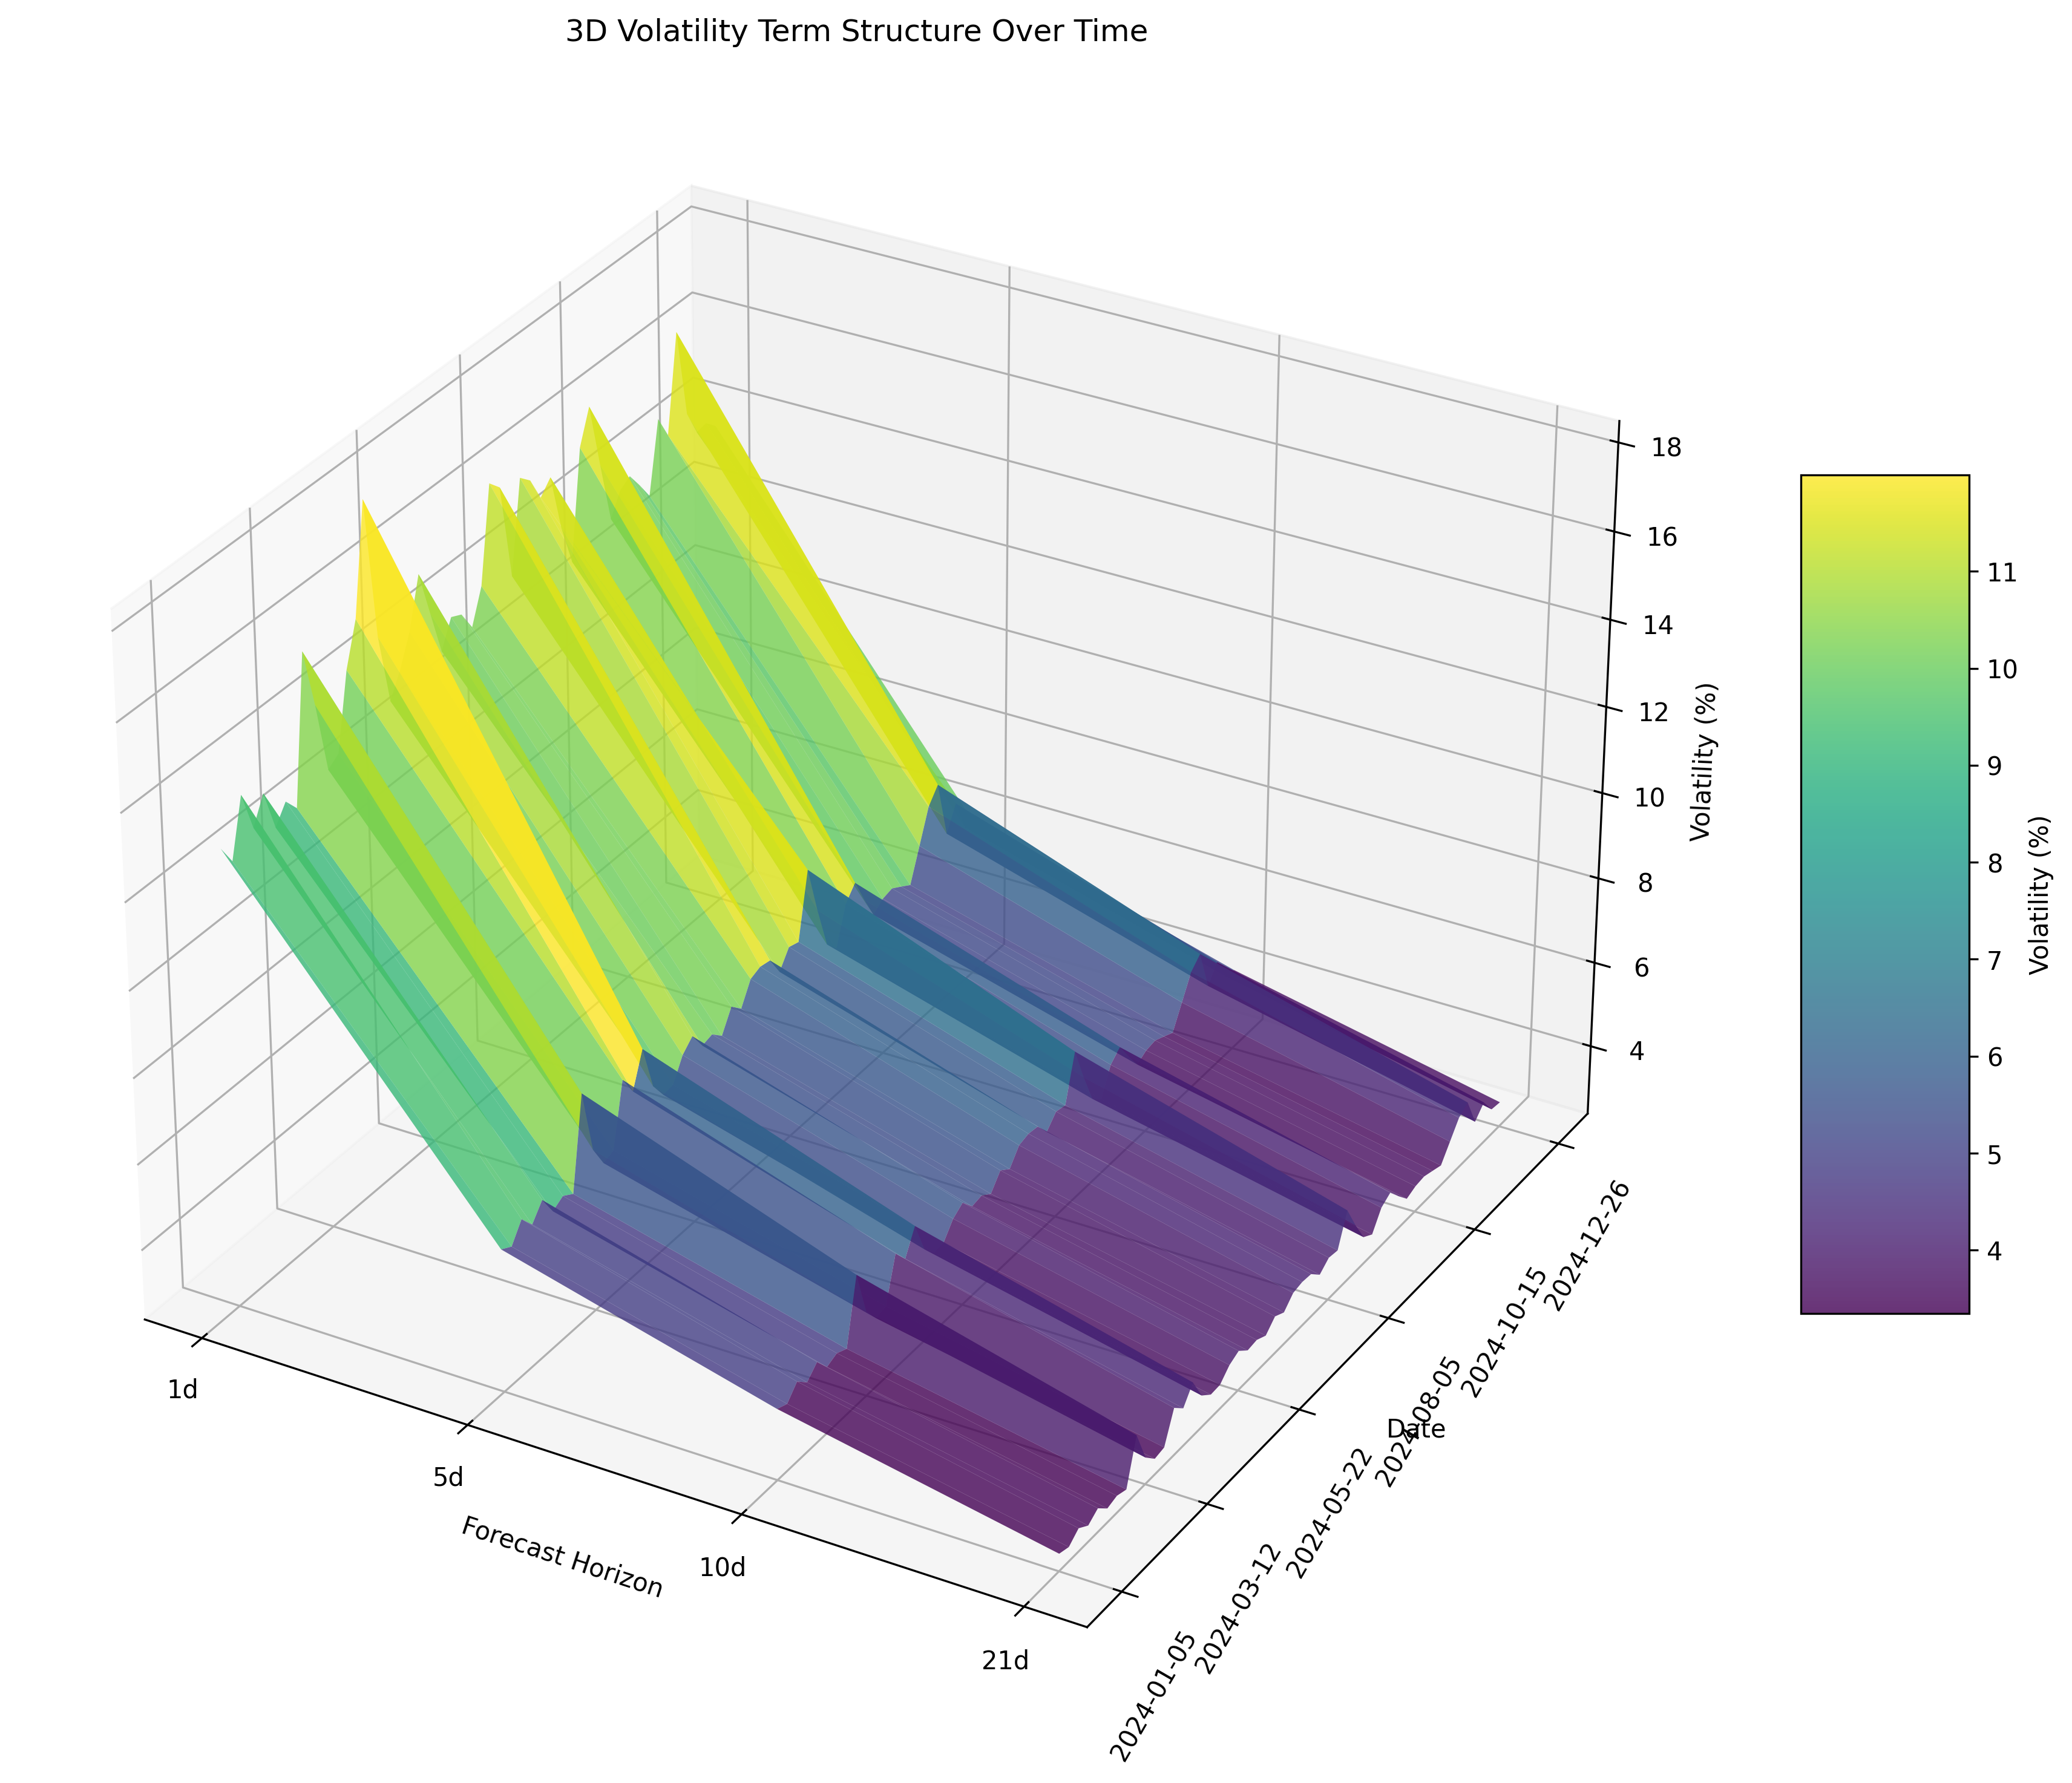 3D Volatility Term Structure Over Time
18
16
14
12
10
8
6
4
Volatility (%)
11
10
9
8
7
6
5
4
Volatility (%)
1d
5d
10d
21d
Forecast Horizon
2024-01-05
2024-03-12
2024-05-22
2024-08-05
2024-10-15
2024-12-26
Date